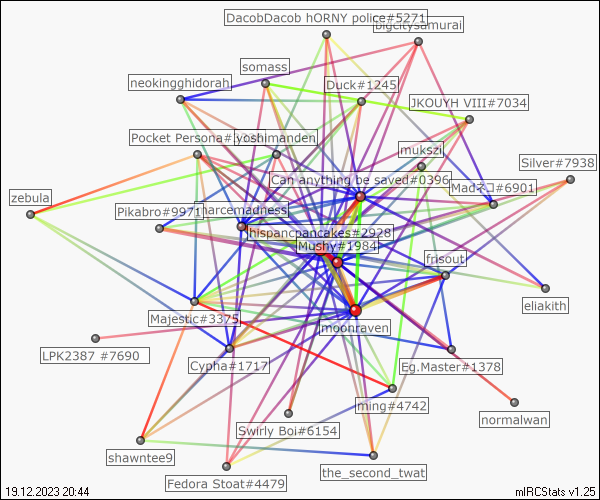 DacobDacob hORNY police#5271
bigcitysamurai
somass
neokingghidorah
Duck#1245
JKOUYH VIII#7034
Pocket Persona#
yoshimanden
mukszi
Silver#7938
Can anything be saved#0396
#6901
zebula
Pikabro#9971
harcemadness
hispancpancakes#2928
Mushy#1984
frisout
eliakith
Majestic#3375
moonraven
LPK2387 #7690
Cypha#1717
Eg.Master#1378
ming#4742
normalwan
Swirly Boi#6154
shawntee9
the_second_twat
Fedora Stoat#4479
19.12.2023 20:44
mIRCStats v1.25